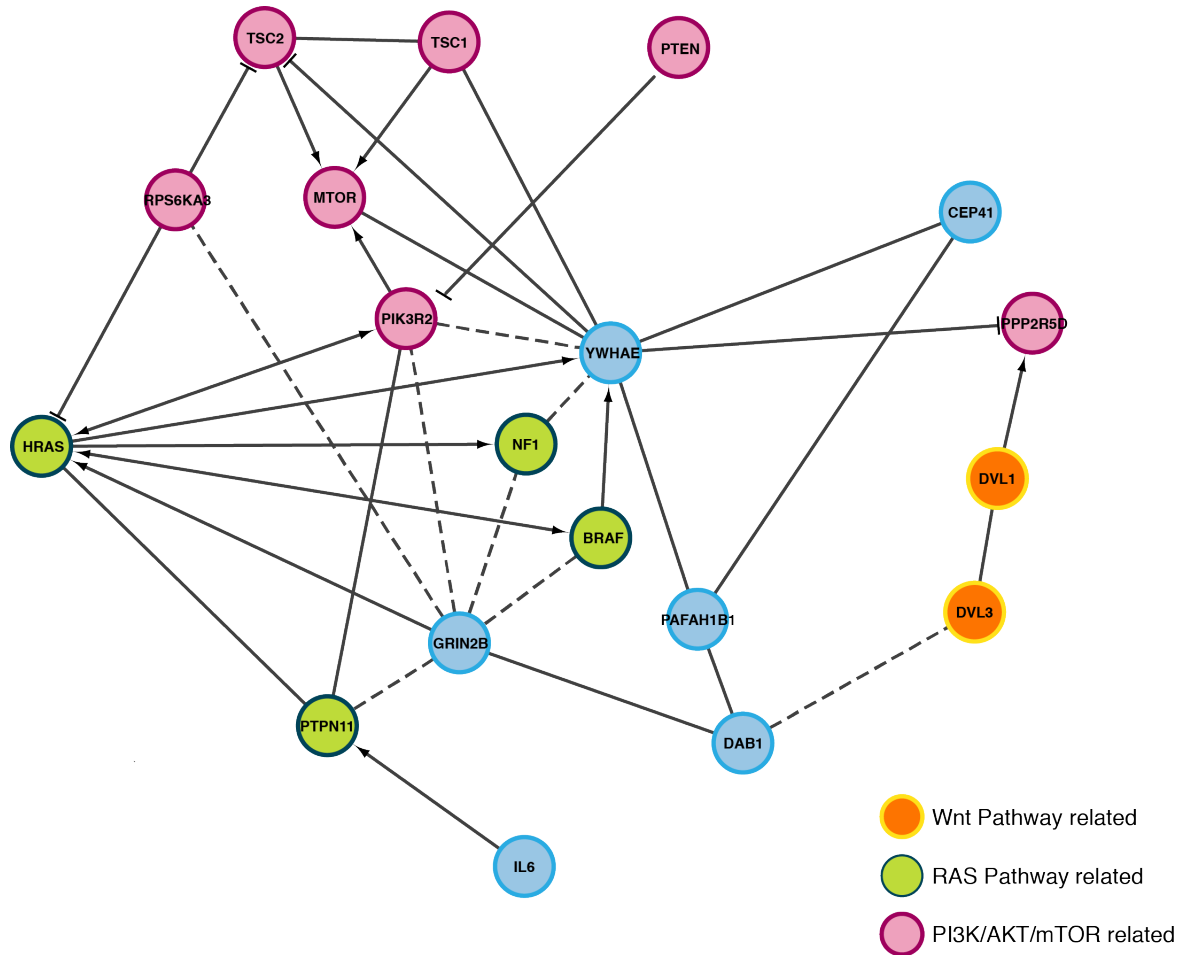 TSC2
TSC1
PTEN
RPS6KA3
MTOR
CEP41
PIK3R2
PPP2R5D
YWHAE
HRAS
NF1
DVL1
BRAF
DVL3
PAFAH1B1
GRIN2B
PTPN11
DAB1
IL6
Wnt Pathway related
RAS Pathway related
PI3K/AKT/mTOR related